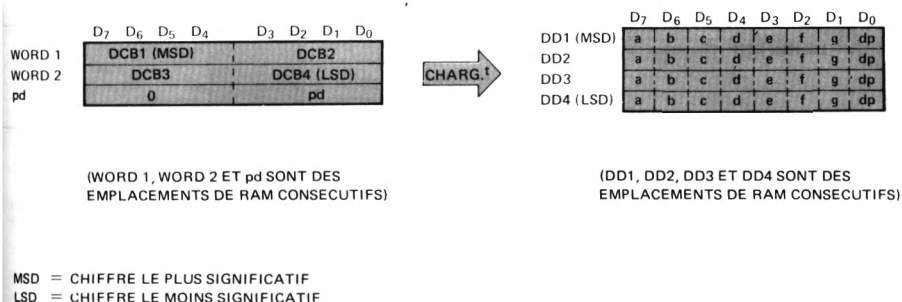 D7 D6 D5 D4 D3 D2 D1 D0
WORD 1 DCB1 (MSD) DCB2
WORD 2 DCB3 DCB4 (LSD)
pd 0 pd
CHARG.t
D7 D6 D5 D4 D3 D2 D1 D0
DD1 (MSD) a b c d e f g dp
DD2 a b c d e f g dp
DD3 a b c d e f g dp
DD4 (LSD) a b c d e f g dp
(WORD 1, WORD 2 ET pd SONT DES
EMPLACEMENTS DE RAM CONSECUTIFS)
(DD1, DD2, DD3 ET DD4 SONT DES
EMPLACEMENTS DE RAM CONSECUTIFS)
MSD = CHIFFRE LE PLUS SIGNIFICATIF
LSD = CHIFFRE LE MOINS SIGNIFICATIF